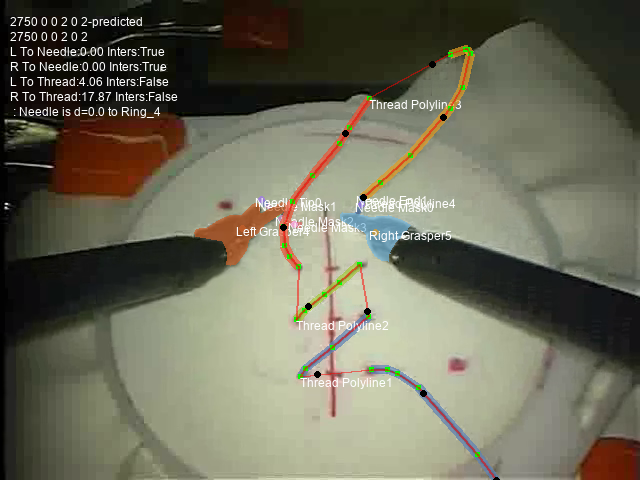 2750 0 0 2 0 2-predicted
2750 0 0 2 0 2
L To Needle:0.00 Inters:True
R To Needle:0.00 Inters:True
L To Thread:4.06 Inters:False
R To Thread:17.87 Inters:False
: Needle is d=0.0 to Ring_4
Thread Polyline3
Needle Mask1
Needle Mask0
Needle Mask3
Left Grasper4
Right Grasper5
Thread Polyline2
Thread Polyline1